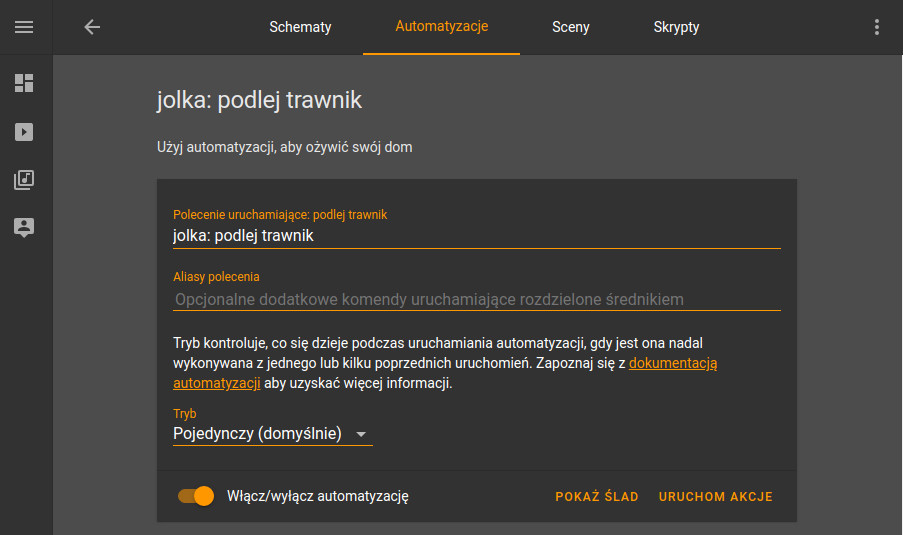 Schematy
Automatyzacje
Sceny
Skrypty
jolka: podlej trawnik
Użyj automatyzacji, aby ożywić swój dom
Polecenie uruchamiające: podlej trawnik
jolka: podlej trawnik
Aliasy polecenia
Opcjonalne dodatkowe komendy uruchamiające rozdzielone średnikiem
Tryb kontroluje, co się dzieje podczas uruchamiania automatyzacji, gdy jest ona nadal
wykonywana z jednego lub kilku poprzednich uruchomień. Zapoznaj się z dokumentacją
automatyzacji aby uzyskać więcej informacji.
Tryb
Pojedynczy (domyślnie)
Włącz/wyłącz automatyzację
POKAŻ ŚLAD
URUCHOM AKCJE